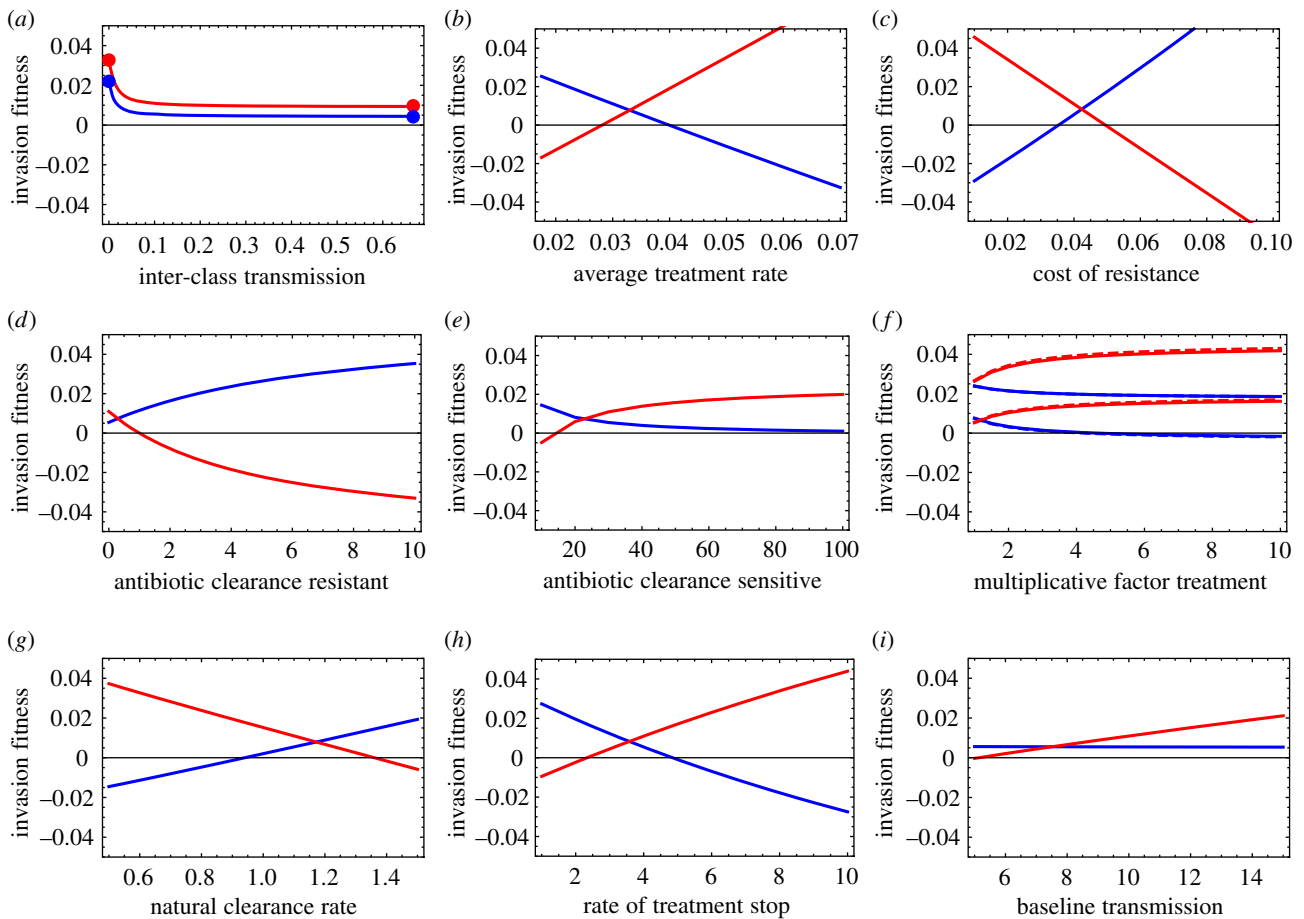 (a)
0.04
0.02
0
–0.02
–0.04
invasion fitness
0 0.1 0.2 0.3 0.4 0.5 0.6
inter-class transmission
(b)
0.04
0.02
0
–0.02
–0.04
invasion fitness
0.02 0.03 0.04 0.05 0.06 0.07
average treatment rate
(c)
0.04
0.02
0
–0.02
–0.04
invasion fitness
0.02 0.04 0.06 0.08 0.10
cost of resistance
(d)
0.04
0.02
0
–0.02
–0.04
invasion fitness
0 2 4 6 8 10
antibiotic clearance resistant
(e)
0.04
0.02
0
–0.02
–0.04
invasion fitness
20 40 60 80 100
antibiotic clearance sensitive
(f)
0.04
0.02
0
–0.02
–0.04
invasion fitness
2 4 6 8 10
multiplicative factor treatment
(g)
0.04
0.02
0
–0.02
–0.04
invasion fitness
0.6 0.8 1.0 1.2 1.4
natural clearance rate
(h)
0.04
0.02
0
–0.02
–0.04
invasion fitness
2 4 6 8 10
rate of treatment stop
(i)
0.04
0.02
0
–0.02
–0.04
invasion fitness
6 8 10 12 14
baseline transmission